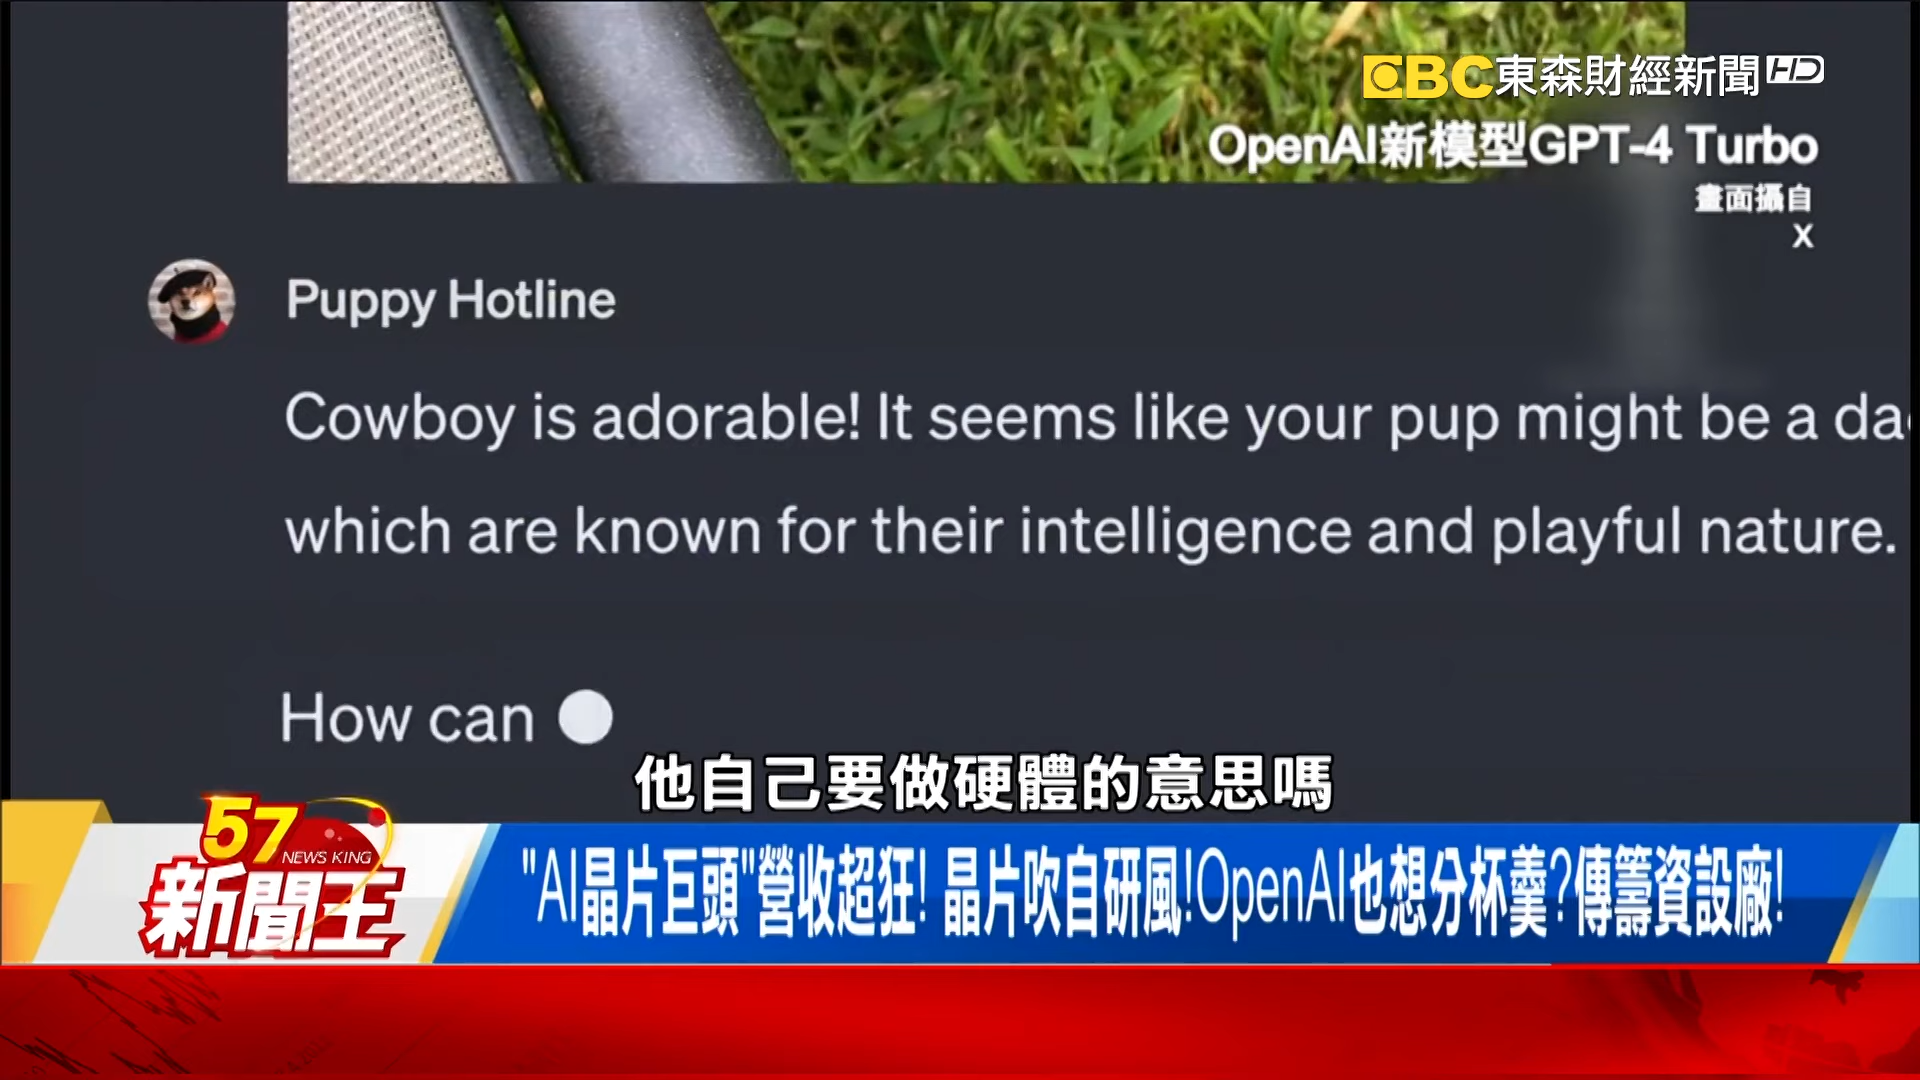 EBC東森財經新聞HD
OpenAI新模型GPT-4 Turbo
畫面攝自
X
Puppy Hotline
Cowboy is adorable! It seems like your pup might be a da
which are known for their intelligence and playful nature.
How can
他自己要做硬體的意思嗎
57
NEWS KING
新聞王
"AI晶片巨頭"營收超狂! 晶片吹自研風!OpenAI也想分杯羹?傳籌資設廠!